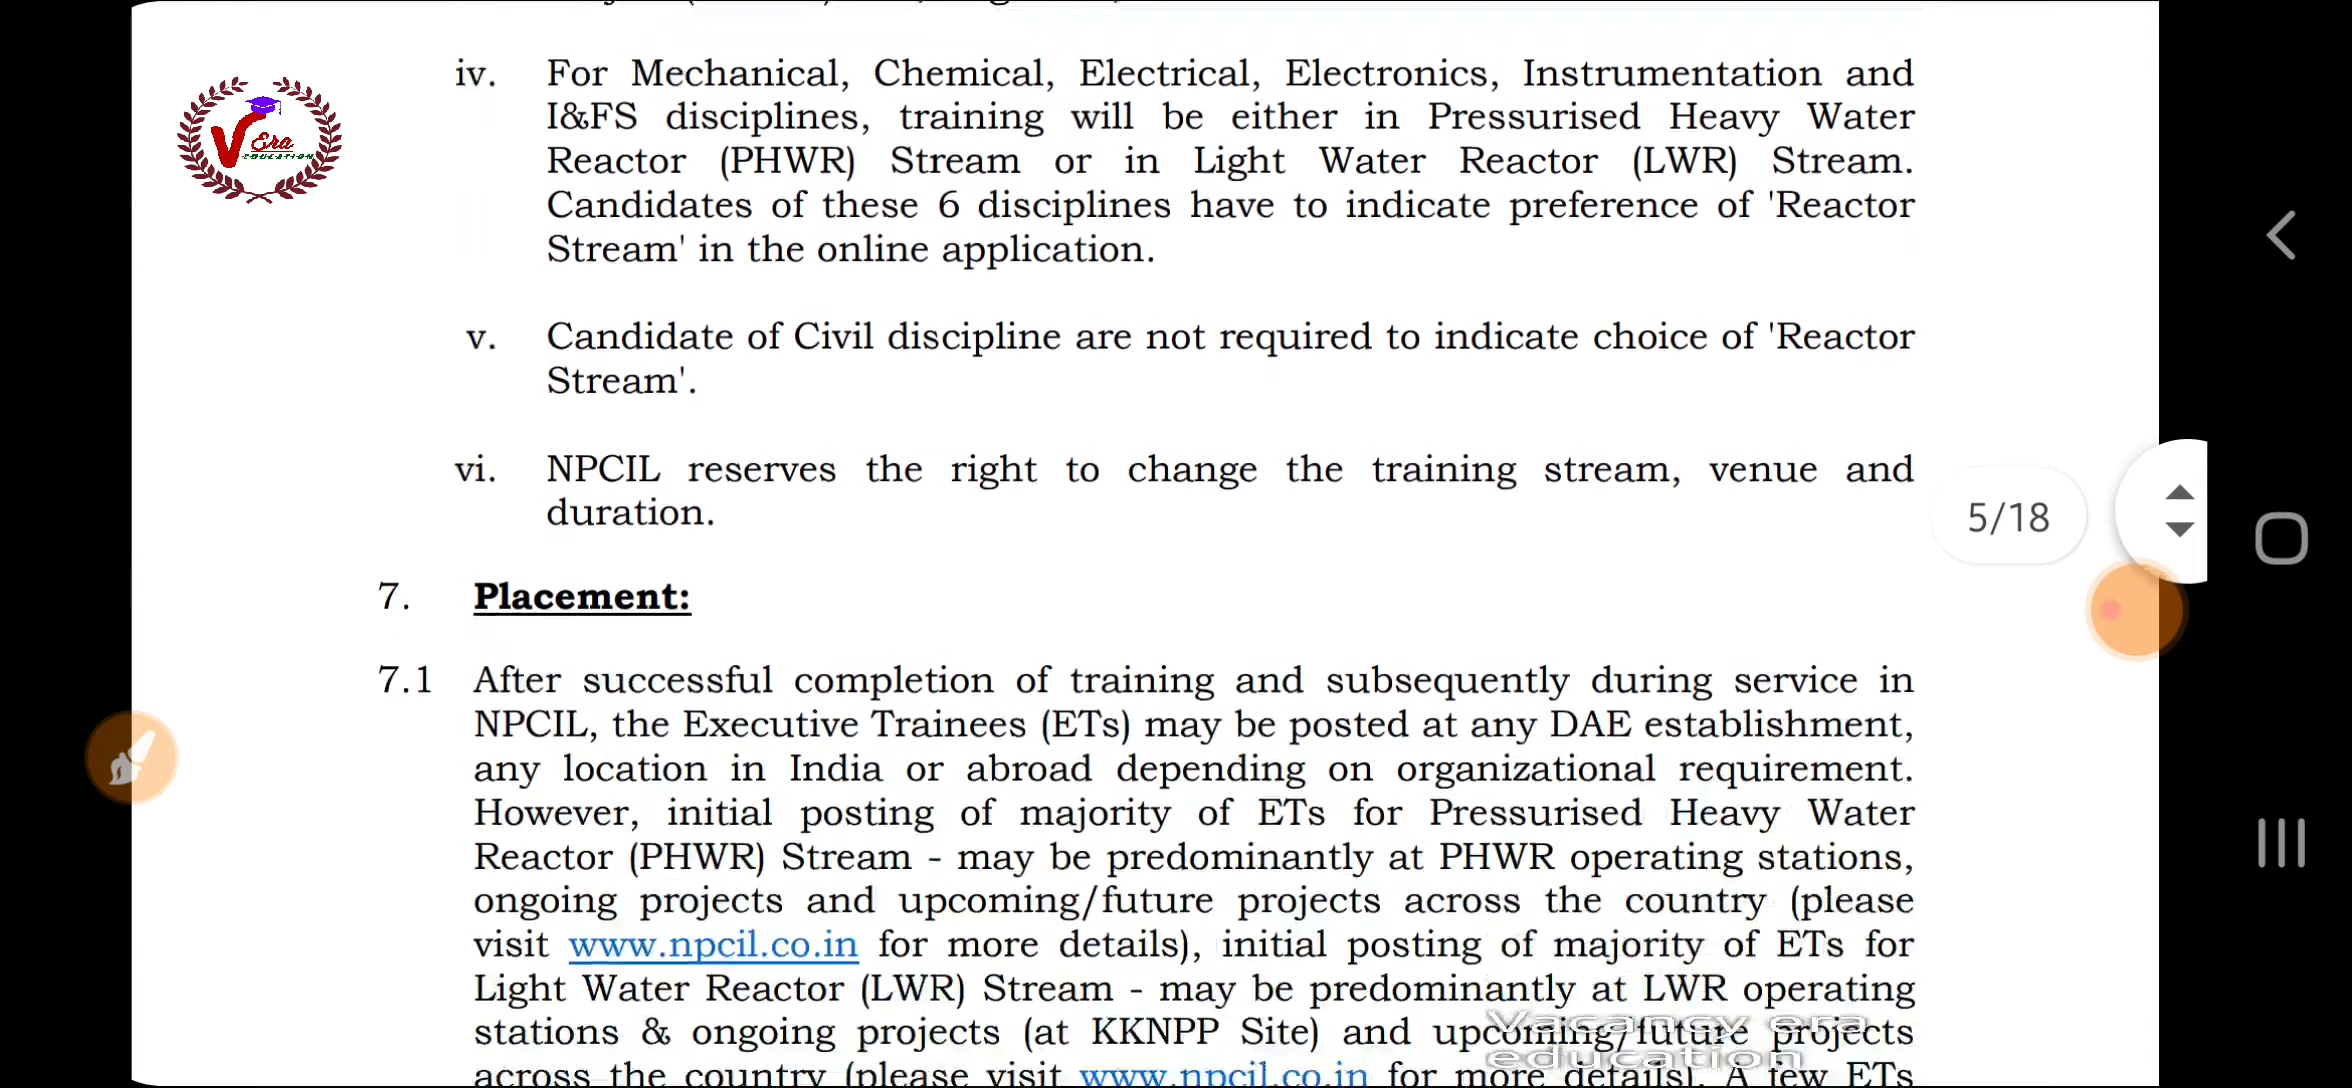 iv. For Mechanical, Chemical, Electrical, Electronics, Instrumentation and
I&FS disciplines, training will be either in Pressurised Heavy Water
Reactor (PHWR) Stream or in Light Water Reactor (LWR) Stream.
Candidates of these 6 disciplines have to indicate preference of 'Reactor
Stream' in the online application.
v. Candidate of Civil discipline are not required to indicate choice of 'Reactor
Stream'.
vi. NPCIL reserves the right to change the training stream, venue and
duration.
7. Placement:
7.1 After successful completion of training and subsequently during service in
NPCIL, the Executive Trainees (ETs) may be posted at any DAE establishment,
any location in India or abroad depending on organizational requirement.
However, initial posting of majority of ETs for Pressurised Heavy Water
Reactor (PHWR) Stream - may be predominantly at PHWR operating stations,
ongoing projects and upcoming/future projects across the country (please
visit www.npcil.co.in for more details), initial posting of majority of ETs for
Light Water Reactor (LWR) Stream - may be predominantly at LWR operating
stations & ongoing projects (at KKNPP Site) and upcoming/future projects
across the country (please visit www.npcil.co.in for more details). A few ETs
V Era
EDUCATION
5/18
Vacancy era
education